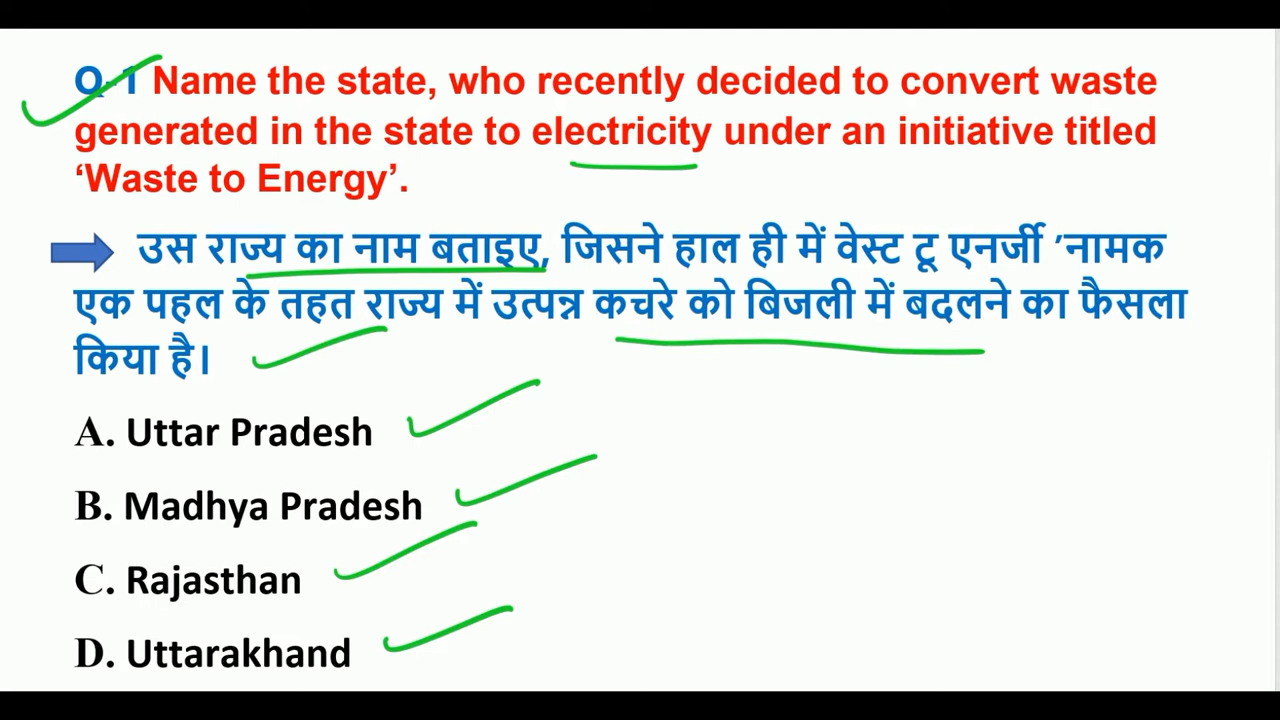 Q-1 Name the state, who recently decided to convert waste
generated in the state to electricity under an initiative titled
‘Waste to Energy’.
उस राज्य का नाम बताइए, जिसने हाल ही में वेस्ट टू एनर्जी ’नामक
एक पहल के तहत राज्य में उत्पन्न कचरे को बिजली में बदलने का फैसला
किया है।
A. Uttar Pradesh
B. Madhya Pradesh
C. Rajasthan
D. Uttarakhand